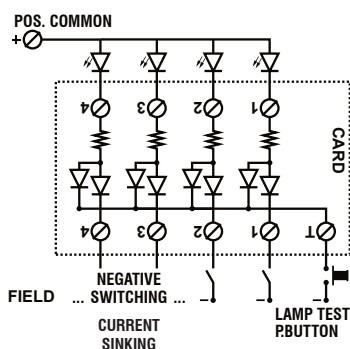 POS. COMMON
+
4 3 2 1
CARD
4 3 2 1 T
NEGATIVE
FIELD ... SWITCHING ... – – –
CURRENT
SINKING
LAMP TEST
P.BUTTON